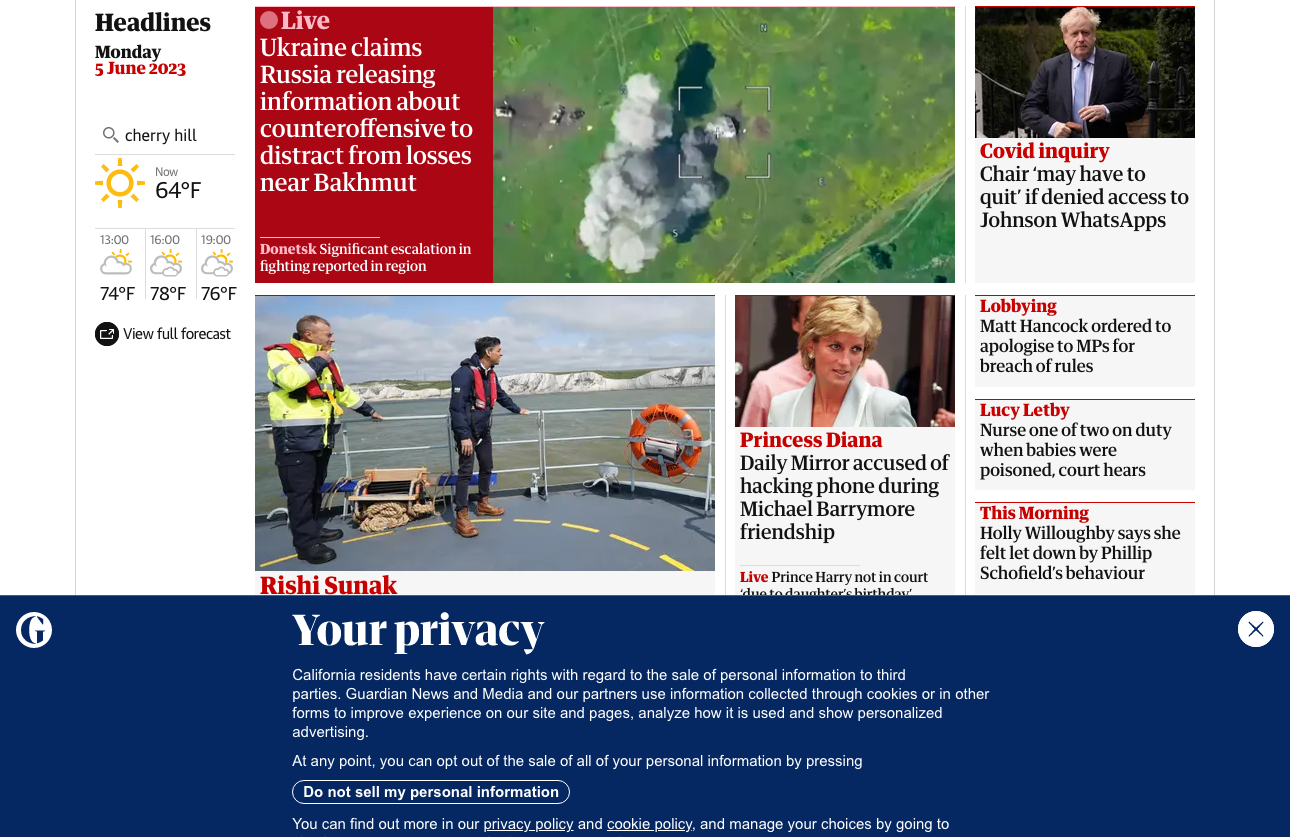 Headlines
Monday
5 June 2023
cherry hill
Now
64°F
13:00
74°F
16:00
78°F
19:00
76°F
View full forecast
Live
Ukraine claims
Russia releasing
information about
counteroffensive to
distract from losses
near Bakhmut
Donetsk Significant escalation in
fighting reported in region
N
E
S
Covid inquiry
Chair ‘may have to
quit’ if denied access to
Johnson WhatsApps
Rishi Sunak
Princess Diana
Daily Mirror accused of
hacking phone during
Michael Barrymore
friendship
Live Prince Harry not in court
‘due to daughter’s birthday’
Lobbying
Matt Hancock ordered to
apologise to MPs for
breach of rules
Lucy Letby
Nurse one of two on duty
when babies were
poisoned, court hears
This Morning
Holly Willoughby says she
felt let down by Phillip
Schofield’s behaviour
G
Your privacy
California residents have certain rights with regard to the sale of personal information to third
parties. Guardian News and Media and our partners use information collected through cookies or in other
forms to improve experience on our site and pages, analyze how it is used and show personalized
advertising.
At any point, you can opt out of the sale of all of your personal information by pressing
Do not sell my personal information
You can find out more in our privacy policy and cookie policy, and manage your choices by going to